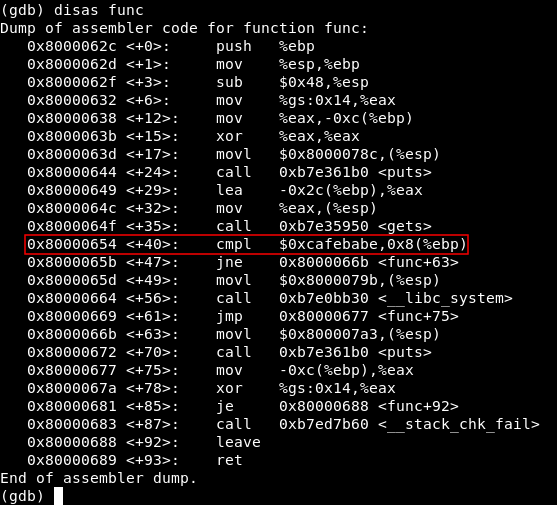 (gdb) disas func
Dump of assembler code for function func:
   0x8000062c <+0>:     push   %ebp
   0x8000062d <+1>:     mov    %esp,%ebp
   0x8000062f <+3>:     sub    $0x48,%esp
   0x80000632 <+6>:     mov    %gs:0x14,%eax
   0x80000638 <+12>:    mov    %eax,-0xc(%ebp)
   0x8000063b <+15>:    xor    %eax,%eax
   0x8000063d <+17>:    movl   $0x8000078c,(%esp)
   0x80000644 <+24>:    call   0xb7e361b0 <puts>
   0x80000649 <+29>:    lea    -0x2c(%ebp),%eax
   0x8000064c <+32>:    mov    %eax,(%esp)
   0x8000064f <+35>:    call   0xb7e35950 <gets>
   0x80000654 <+40>:    cmpl   $0xcafebabe,0x8(%ebp)
   0x8000065b <+47>:    jne    0x8000066b <func+63>
   0x8000065d <+49>:    movl   $0x8000079b,(%esp)
   0x80000664 <+56>:    call   0xb7e0bb30 <__libc_system>
   0x80000669 <+61>:    jmp    0x80000677 <func+75>
   0x8000066b <+63>:    movl   $0x800007a3,(%esp)
   0x80000672 <+70>:    call   0xb7e361b0 <puts>
   0x80000677 <+75>:    mov    -0xc(%ebp),%eax
   0x8000067a <+78>:    xor    %gs:0x14,%eax
   0x80000681 <+85>:    je     0x80000688 <func+92>
   0x80000683 <+87>:    call   0xb7ed7b60 <__stack_chk_fail>
   0x80000688 <+92>:    leave
   0x80000689 <+93>:    ret
End of assembler dump.
(gdb)